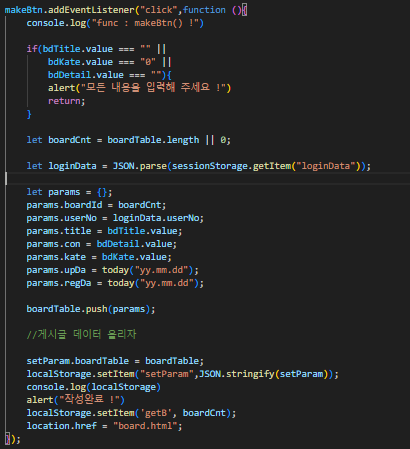 makeBtn.addEventListener("click",function (){
    console.log("func : makeBtn() !")

    if(bdTitle.value === "" ||
        bdKate.value === "0" ||
        bdDetail.value === ""){
        alert("모든 내용을 입력해 주세요 !")
        return;
    }

    let boardCnt = boardTable.length || 0;

    let loginData = JSON.parse(sessionStorage.getItem("loginData"));

    let params = {};
    params.boardId = boardCnt;
    params.userNo = loginData.userNo;
    params.title = bdTitle.value;
    params.con = bdDetail.value;
    params.kate = bdKate.value;
    params.upDa = today("yy.mm.dd");
    params.regDa = today("yy.mm.dd");

    boardTable.push(params);

    //게시글 데이터 올리자

    setParam.boardTable = boardTable;
    localStorage.setItem("setParam",JSON.stringify(setParam));
    console.log(localStorage)
    alert("작성완료 !")
    localStorage.setItem('getB', boardCnt);
    location.href = "board.html";
});